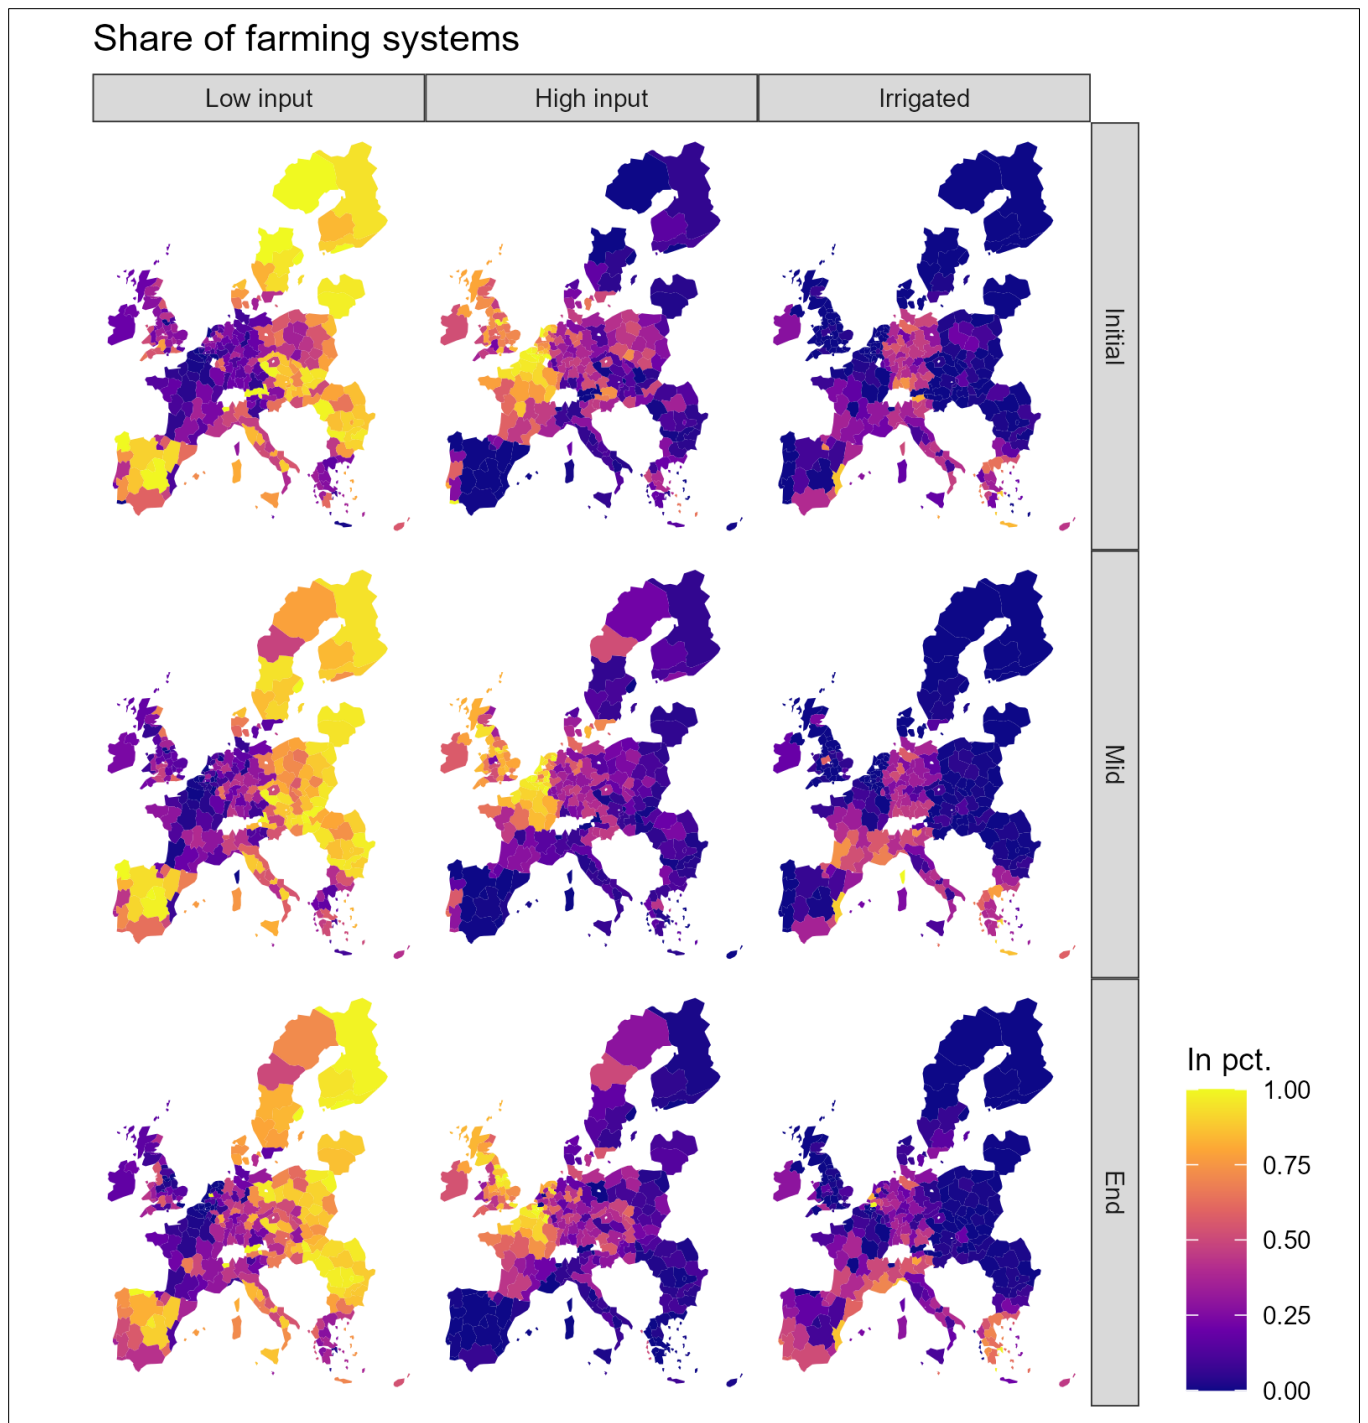 Share of farming systems
Low input
High input
Irrigated
Initial
Mid
End
In pct.
1.00
0.75
0.50
0.25
0.00